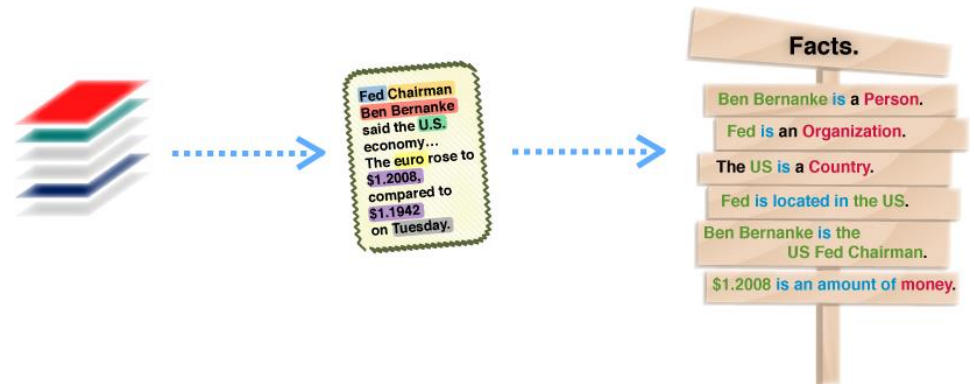 Fed Chairman
Ben Bernanke
said the U.S.
economy...
The euro rose to
$1.2008,
compared to
$1.1942
on Tuesday.
Facts.
Ben Bernanke is a Person.
Fed is an Organization.
The US is a Country.
Fed is located in the US.
Ben Bernanke is the
US Fed Chairman.
$1.2008 is an amount of money.